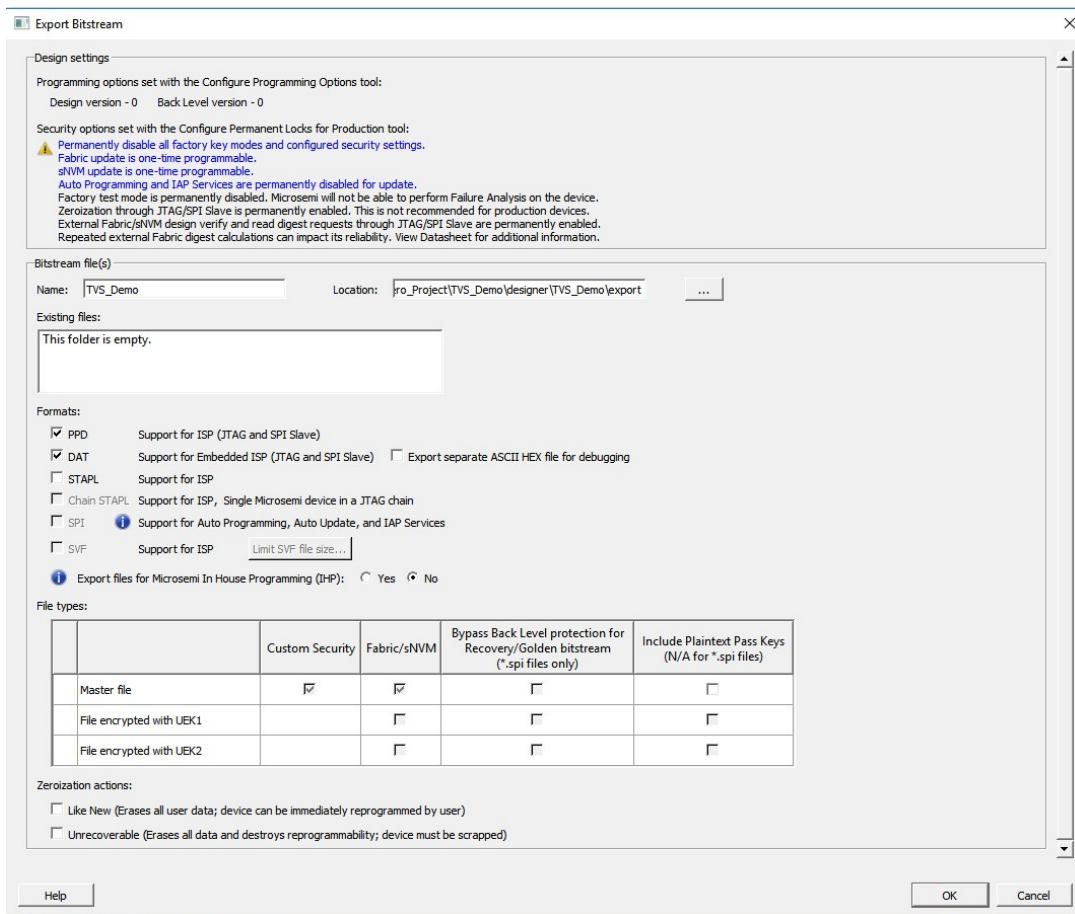 Export Bitstream
Design settings
Programming options set with the Configure Programming Options tool:
Design version - 0 Back Level version - 0
Security options set with the Configure Permanent Locks for Production tool:
Permanently disable all factory key modes and configured security settings.
Fabric update is one-time programmable.
sNVM update is one-time programmable.
Auto Programming and IAP Services are permanently disabled for update.
Factory test mode is permanently disabled. Microsemi will not be able to perform Failure Analysis on the device.
Zeroization through JTAG/SPI Slave is permanently enabled. This is not recommended for production devices.
External Fabric/sNVM design verify and read digest requests through JTAG/SPI Slave are permanently enabled.
Repeated external Fabric digest calculations can impact its reliability. View Datasheet for additional information.
Bitstream file(s)
Name: TVS_Demo Location: ro_Project\TVS_Demo\designer\TVS_Demo\export ...
Existing files:
This folder is empty.
Formats:
PPD Support for ISP (JTAG and SPI Slave)
DAT Support for Embedded ISP (JTAG and SPI Slave) Export separate ASCII HEX file for debugging
STAPL Support for ISP
Chain STAPL Support for ISP, Single Microsemi device in a JTAG chain
SPI Support for Auto Programming, Auto Update, and IAP Services
SVF Support for ISP Limit SVF file size...
Export files for Microsemi In House Programming (IHP): Yes No
File types:
Custom Security Fabric/sNVM Bypass Back Level protection for Recovery/Golden bitstream (*.spi files only) Include Plaintext Pass Keys (N/A for *.spi files)
Master file
File encrypted with UEK1
File encrypted with UEK2
Zeroization actions:
Like New (Erases all user data; device can be immediately reprogrammed by user)
Unrecoverable (Erases all data and destroys reprogrammability; device must be scrapped)
Help OK Cancel